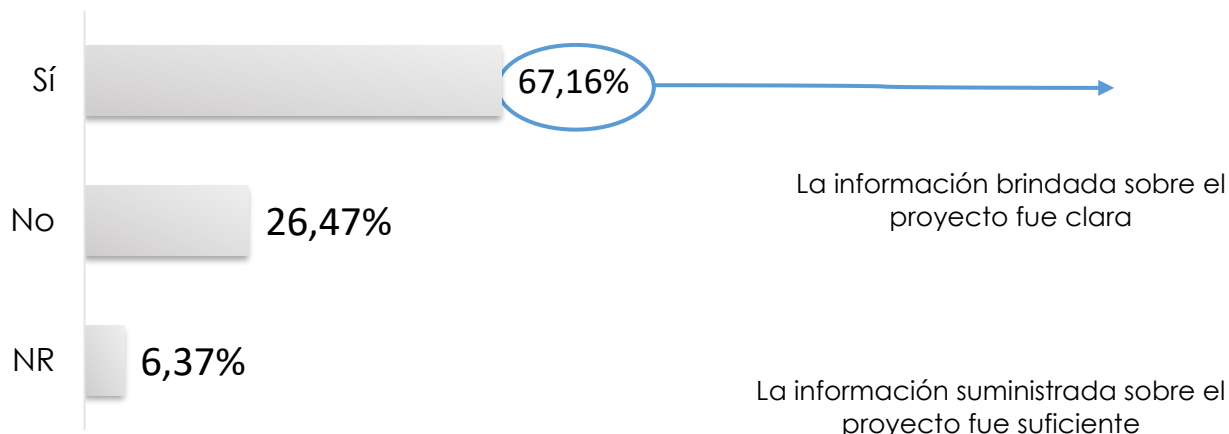 Sí
67,16%
No
26,47%
NR
6,37%
La información brindada sobre el
proyecto fue clara
La información suministrada sobre el
proyecto fue suficiente